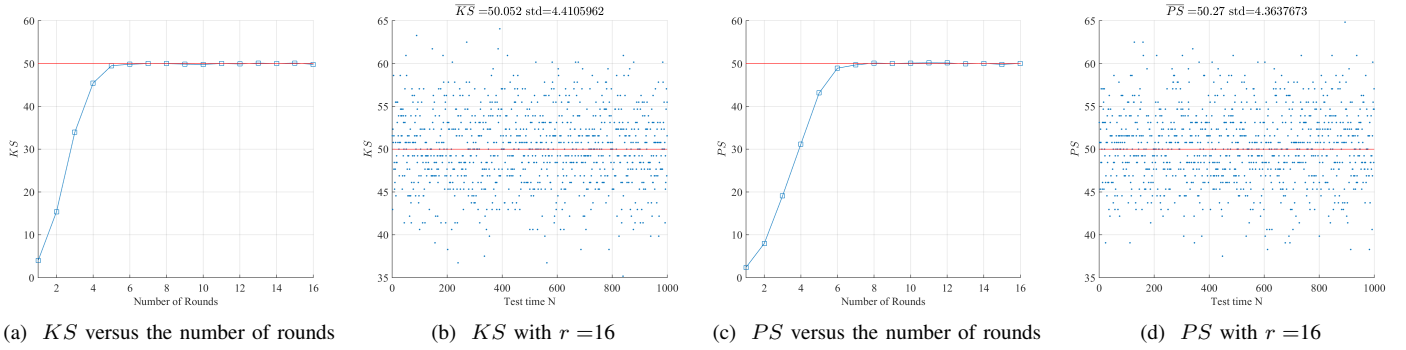 60
50
40
30
20
10
0
KS
2 4 6 8 10 12 14 16
Number of Rounds
(a) KS versus the number of rounds
KS =50.052 std=4.4105962
65
60
55
50
45
40
35
KS
0 200 400 600 800 1000
Test time N
(b) KS with r =16
60
50
40
30
20
10
0
PS
2 4 6 8 10 12 14 16
Number of Rounds
(c) PS versus the number of rounds
PS =50.27 std=4.3637673
65
60
55
50
45
40
35
PS
0 200 400 600 800 1000
Test time N
(d) PS with r =16